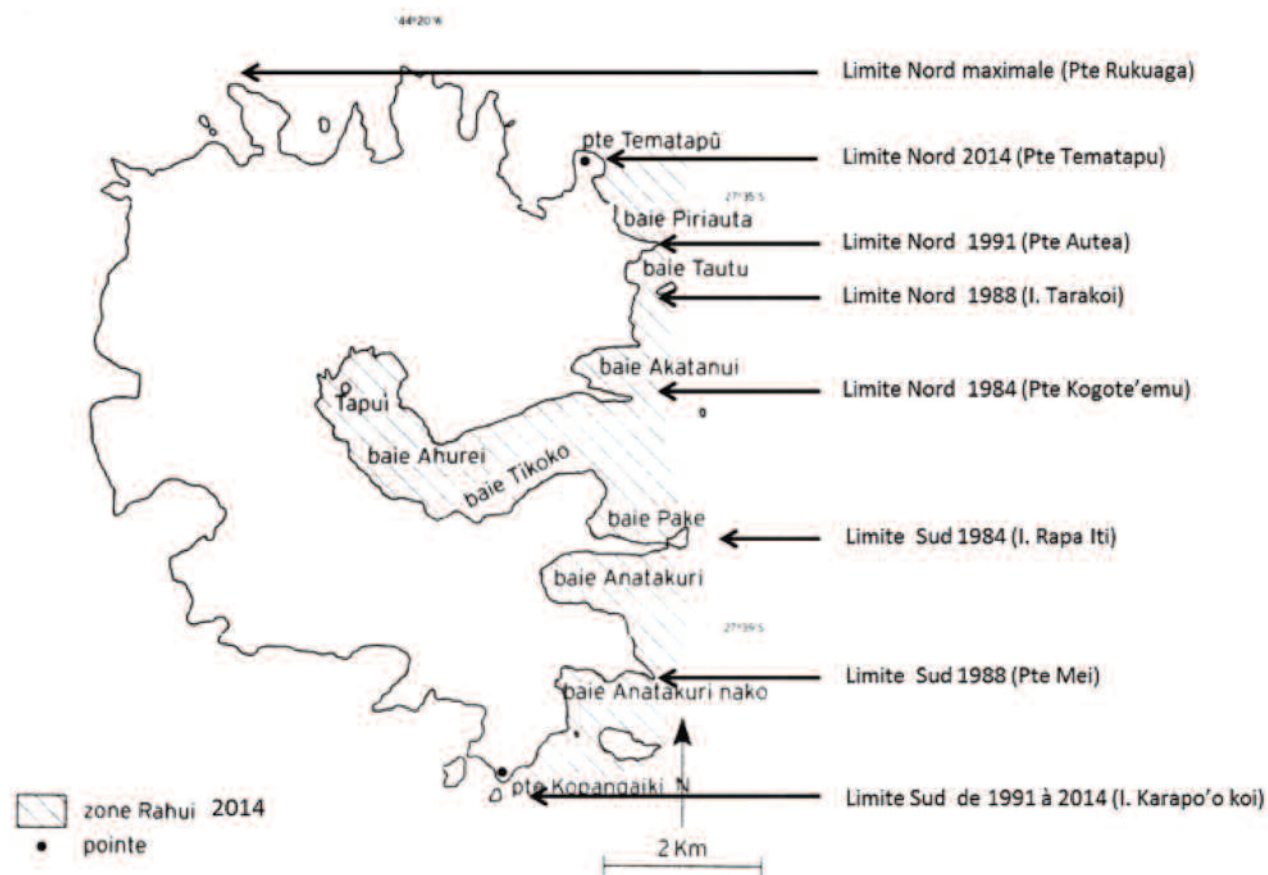 44°20'W
Limite Nord maximale (Pte Rukuaga)
pte Tematapū
Limite Nord 2014 (Pte Tematapu)
27°35'S
baie Piriauta
Limite Nord 1991 (Pte Autea)
baie Tautu
Limite Nord 1988 (I. Tarakoi)
baie Akatanui
Limite Nord 1984 (Pte Kogote'emu)
Tapui
baie Ahurei
baie Tikoko
baie Pake
Limite Sud 1984 (I. Rapa Iti)
baie Anatakuri
27°39'S
Limite Sud 1988 (Pte Mei)
baie Anatakuri nako
pte Kopangaiki
N
Limite Sud de 1991 à 2014 (I. Karapo'o koi)
zone Rahui 2014
pointe
2 Km